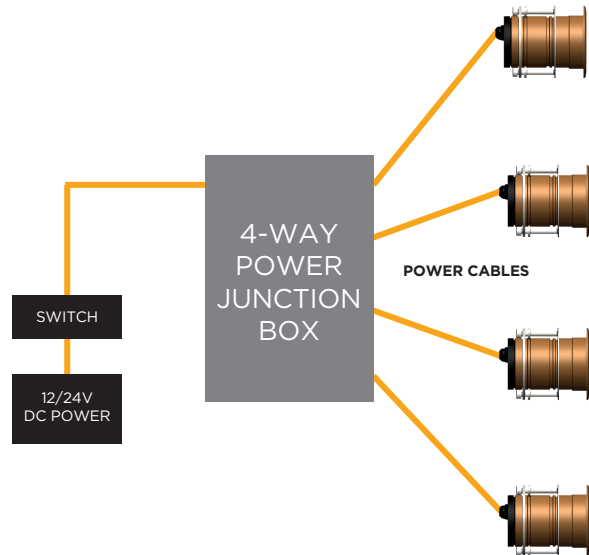 4-WAY
POWER
JUNCTION
BOX
POWER CABLES
SWITCH
12/24V
DC POWER